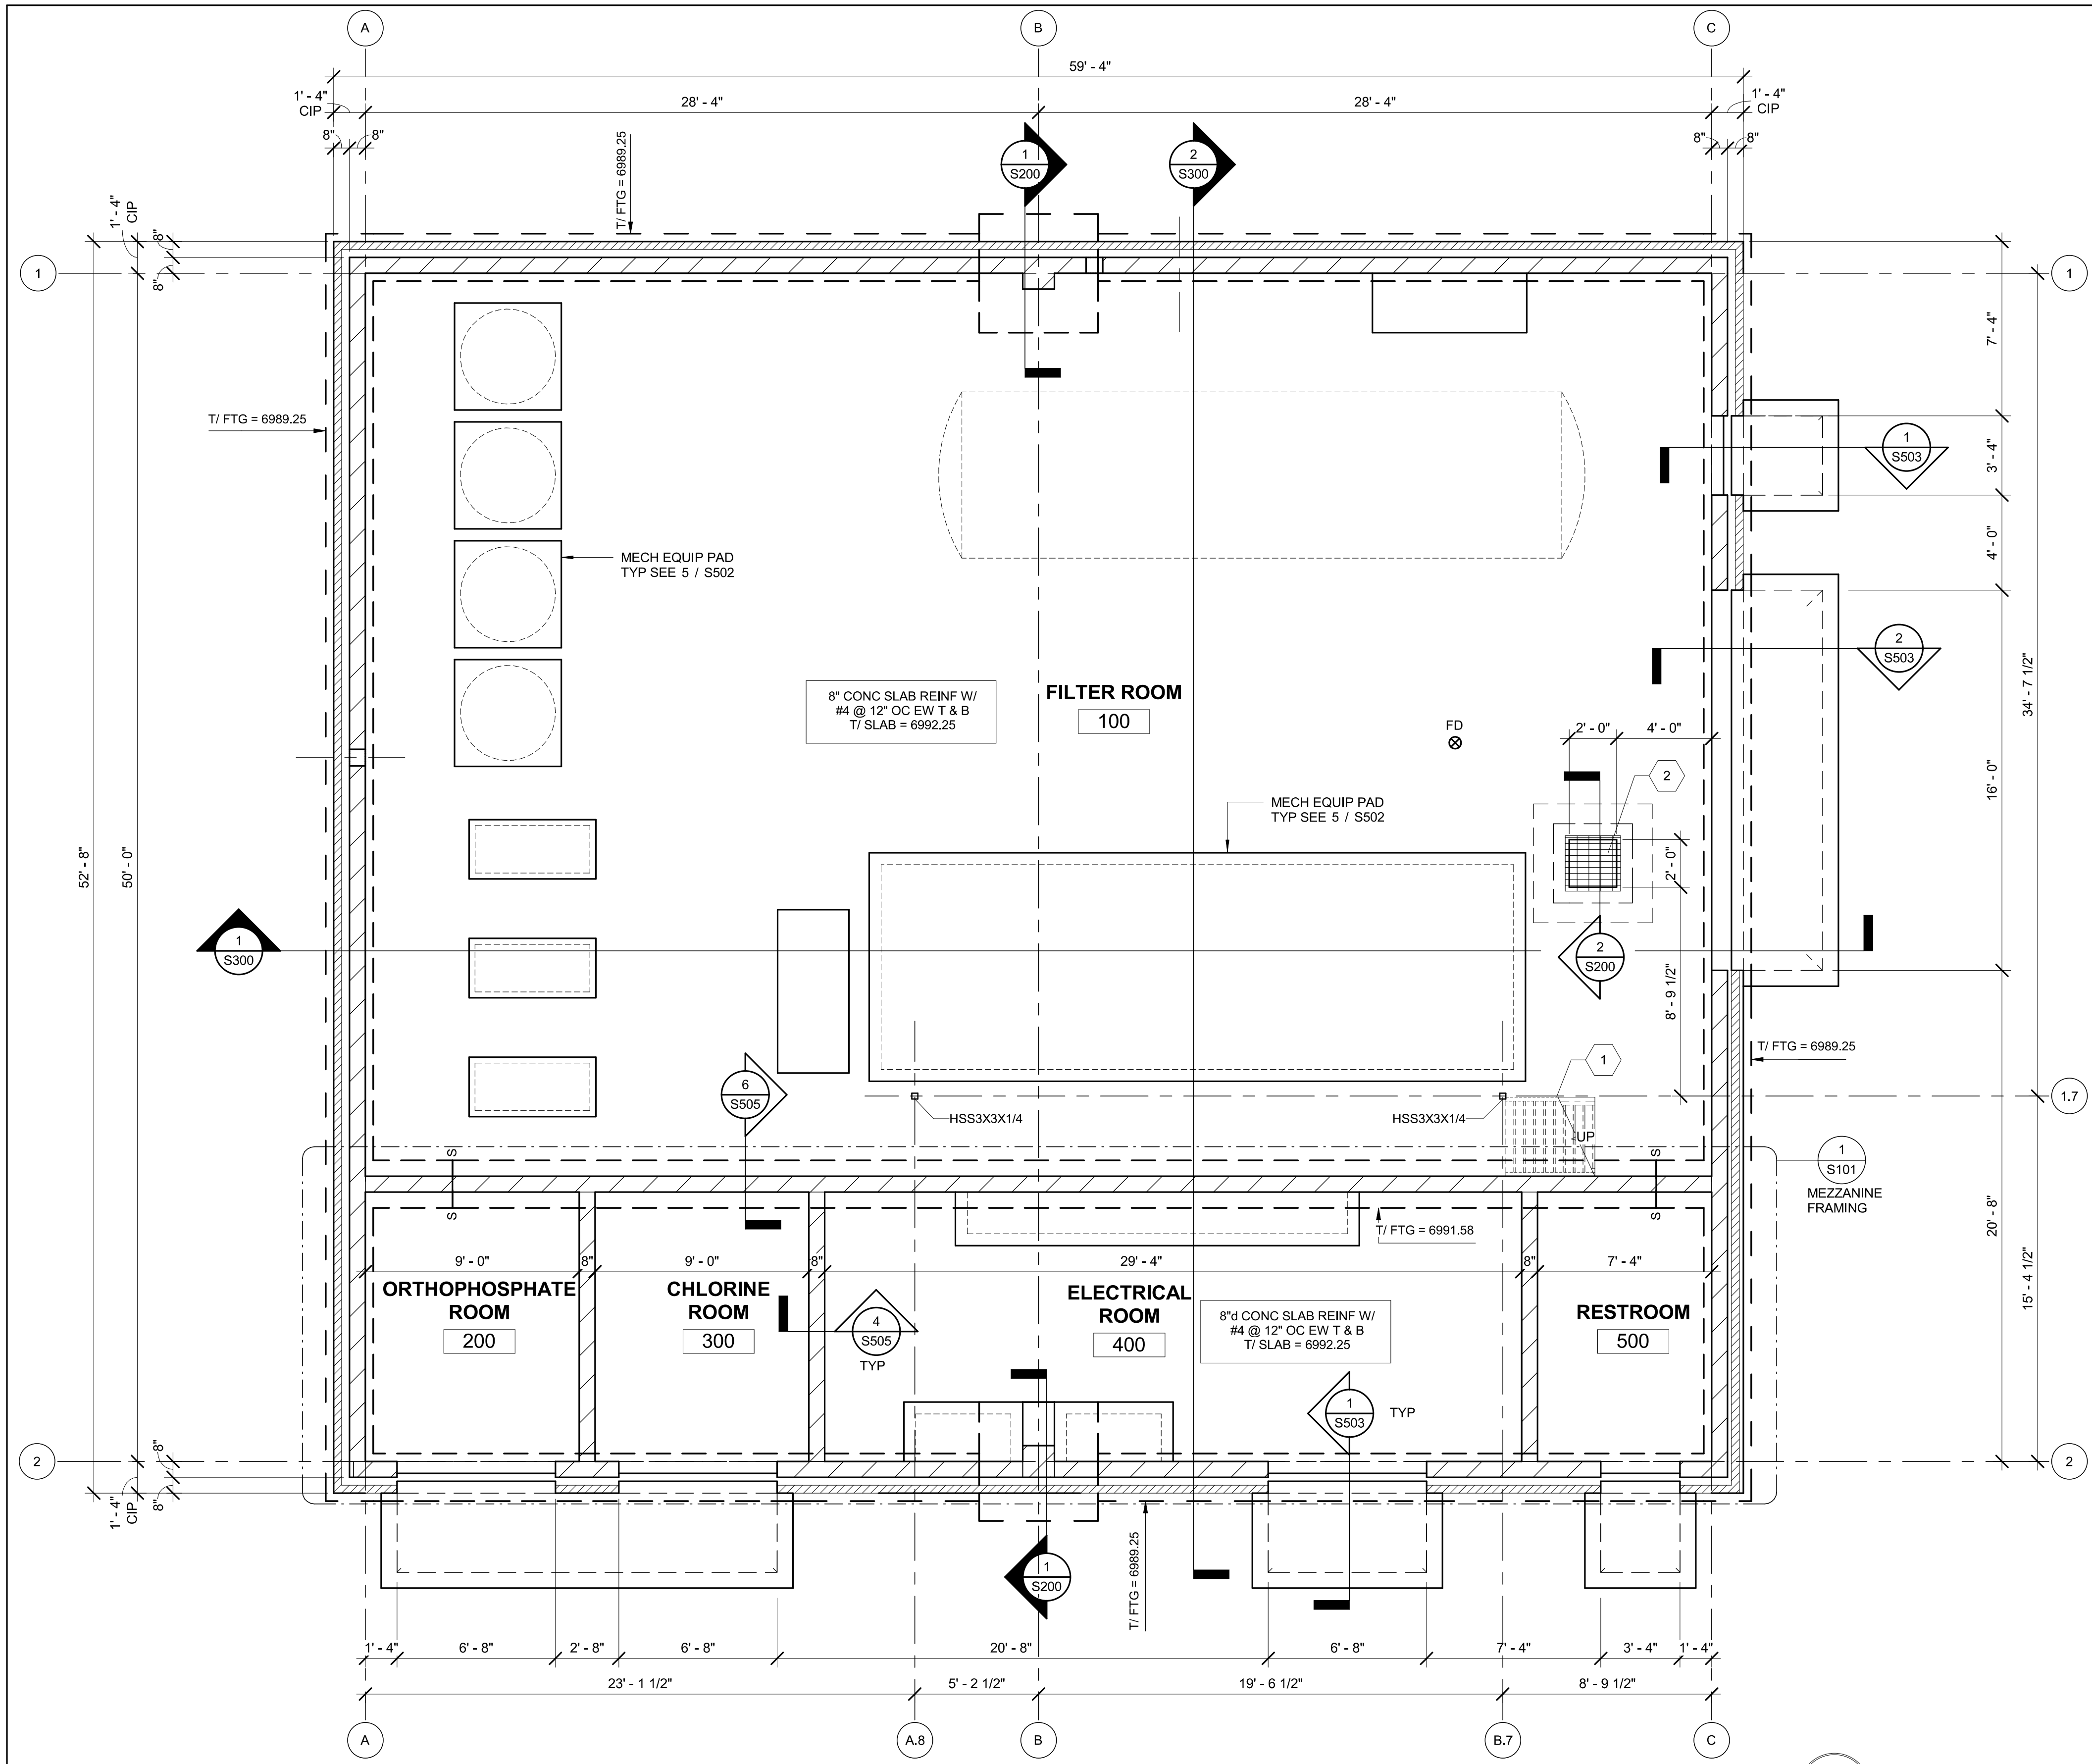 A
B
C
59' - 4"
1' - 4"
CIP
28' - 4"
28' - 4"
1' - 4"
CIP
8"
8"
8"
8"
T/ FTG = 6989.25
1
S200
2
S300
1' - 4"
CIP
8"
8"
1
1
7' - 4"
T/ FTG = 6989.25
1
S503
3' - 4"
4' - 0"
MECH EQUIP PAD
TYP SEE 5 / S502
2
S503
34' - 7 1/2"
8" CONC SLAB REINF W/
#4 @ 12" OC EW T & B
T/ SLAB = 6992.25
FILTER ROOM
100
FD
2' - 0"
4' - 0"
2
16' - 0"
MECH EQUIP PAD
TYP SEE 5 / S502
2' - 0"
52' - 8"
50' - 0"
1
S300
2
S200
8' - 9 1/2"
1
T/ FTG = 6989.25
6
S505
HSS3X3X1/4
HSS3X3X1/4
1.7
UP
S
S
1
S101
MEZZANINE
FRAMING
S
S
T/ FTG = 6991.58
20' - 8"
9' - 0"
8"
9' - 0"
8"
29' - 4"
8"
7' - 4"
15' - 4 1/2"
ORTHOPHOSPHATE
ROOM
200
CHLORINE
ROOM
300
4
S505
TYP
ELECTRICAL
ROOM
400
8"d CONC SLAB REINF W/
#4 @ 12" OC EW T & B
T/ SLAB = 6992.25
RESTROOM
500
1
S503
TYP
2
8"
8"
1' - 4"
CIP
2
1
S200
T/ FTG = 6989.25
1' - 4"
6' - 8"
2' - 8"
6' - 8"
20' - 8"
6' - 8"
7' - 4"
3' - 4"
1' - 4"
23' - 1 1/2"
5' - 2 1/2"
19' - 6 1/2"
8' - 9 1/2"
A
A.8
B
B.7
C